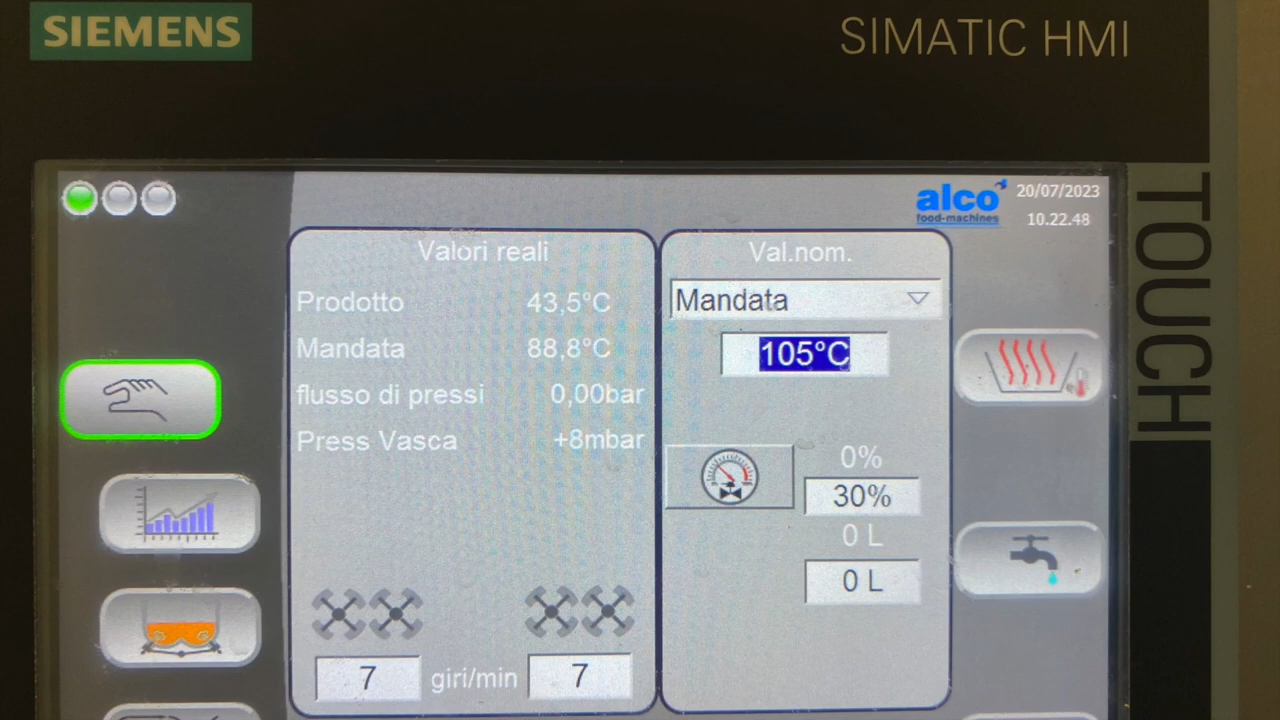 SIEMENS
SIMATIC HMI
TOUCH
alco
food-machines
20/07/2023
10.22.48
Valori reali
Prodotto 43,5°C
Mandata 88,8°C
flusso di pressi 0,00bar
Press Vasca +8mbar
7 giri/min 7
Val.nom.
Mandata
105°C
0%
30%
0 L
0 L